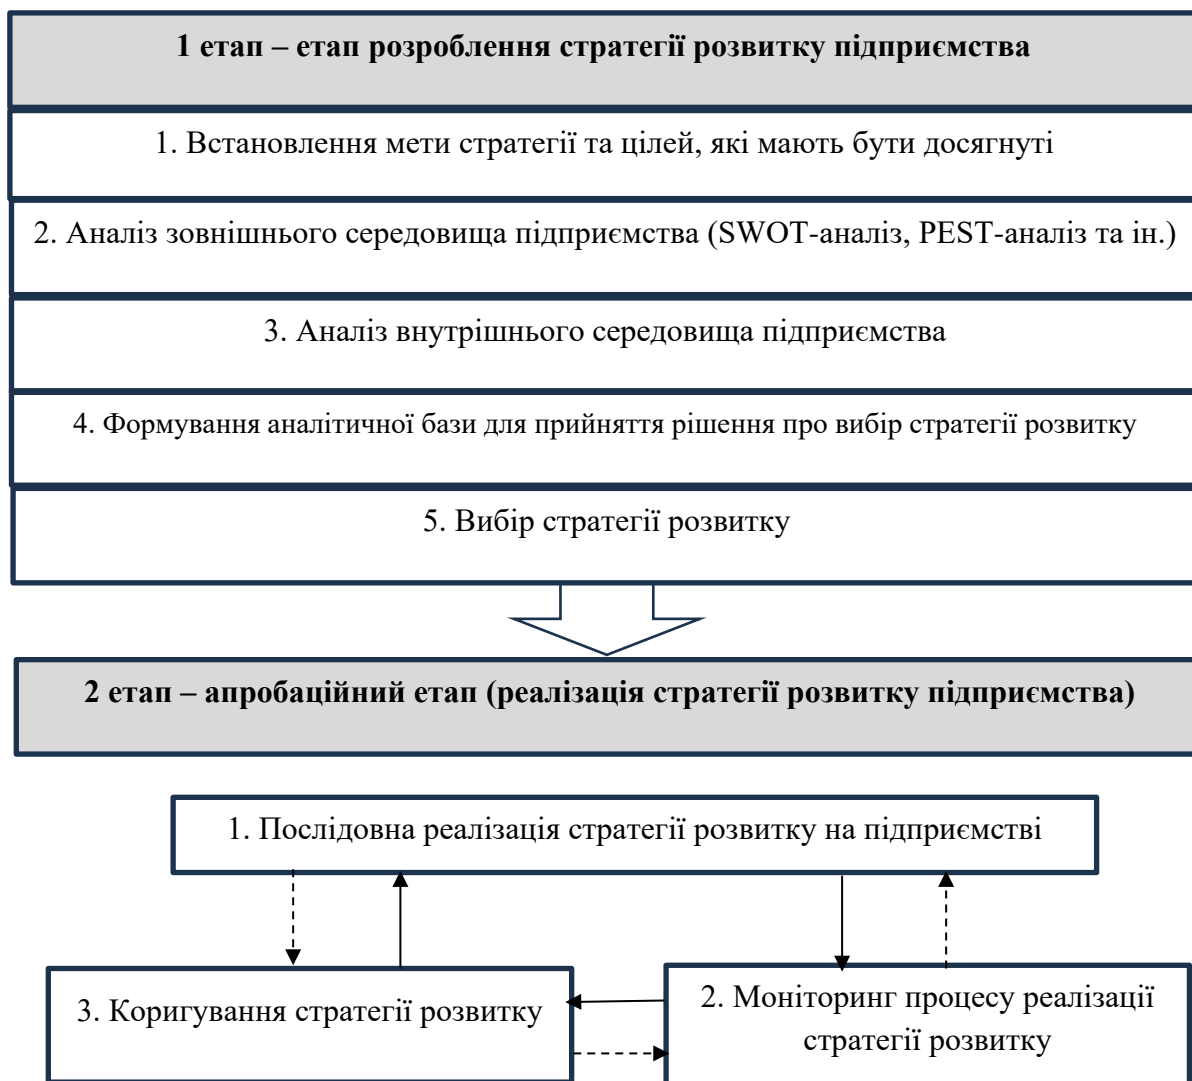 1 етап – етап розроблення стратегії розвитку підприємства
1. Встановлення мети стратегії та цілей, які мають бути досягнуті
2. Аналіз зовнішнього середовища підприємства (SWOT-аналіз, PEST-аналіз та ін.)
3. Аналіз внутрішнього середовища підприємства
4. Формування аналітичної бази для прийняття рішення про вибір стратегії розвитку
5. Вибір стратегії розвитку
2 етап – апробаційний етап (реалізація стратегії розвитку підприємства)
1. Послідовна реалізація стратегії розвитку на підприємстві
3. Коригування стратегії розвитку
2. Моніторинг процесу реалізації
стратегії розвитку